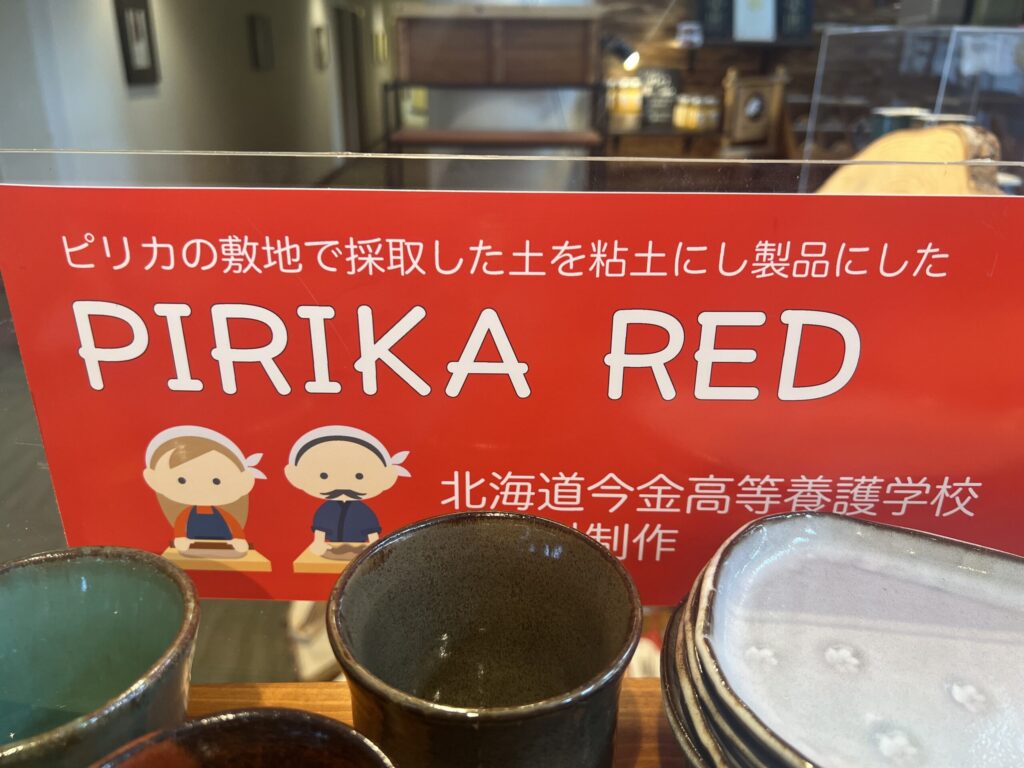 ピリカの敷地で採取した土を粘土にし製品にした
PIRIKA RED
北海道今金高等養護学校
制作